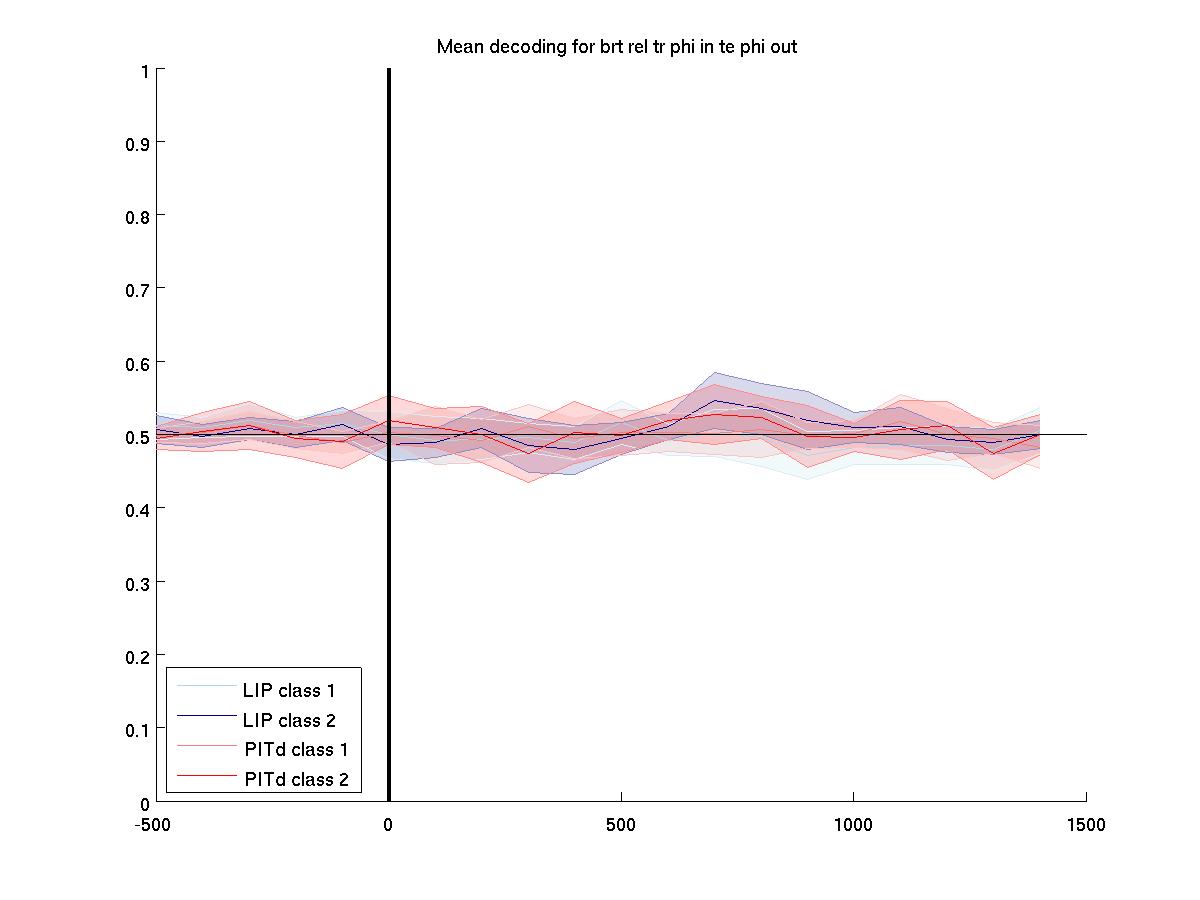 Mean decoding for brt rel tr phi in te phi out
1
0.9
0.8
0.7
0.6
0.5
0.4
0.3
0.2
0.1
0
LIP class 1
LIP class 2
PITd class 1
PITd class 2
-500 0 500 1000 1500